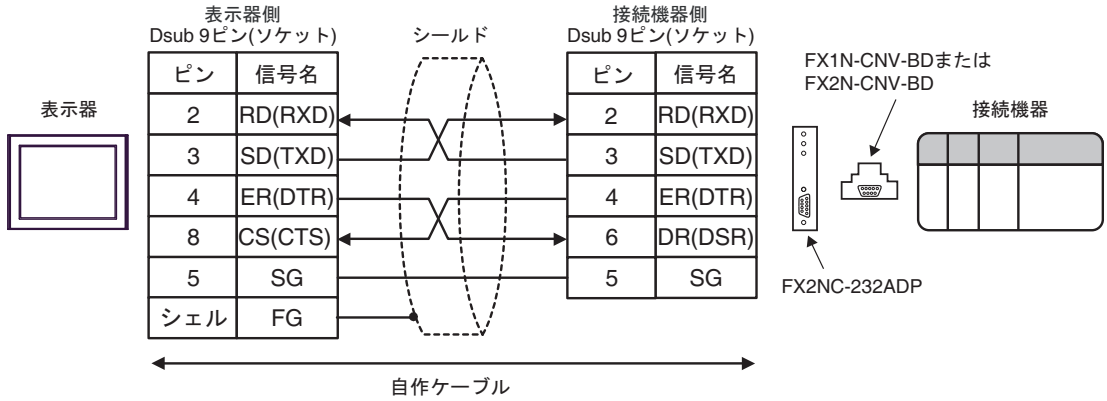 表示器側
Dsub 9ピン(ソケット)
シールド
接続機器側
Dsub 9ピン(ソケット)
FX1N-CNV-BDまたは
FX2N-CNV-BD
表示器
接続機器
ピン 信号名
2 RD(RXD)
3 SD(TXD)
4 ER(DTR)
8 CS(CTS)
5 SG
シェル FG
ピン 信号名
2 RD(RXD)
3 SD(TXD)
4 ER(DTR)
6 DR(DSR)
5 SG
FX2NC-232ADP
自作ケーブル